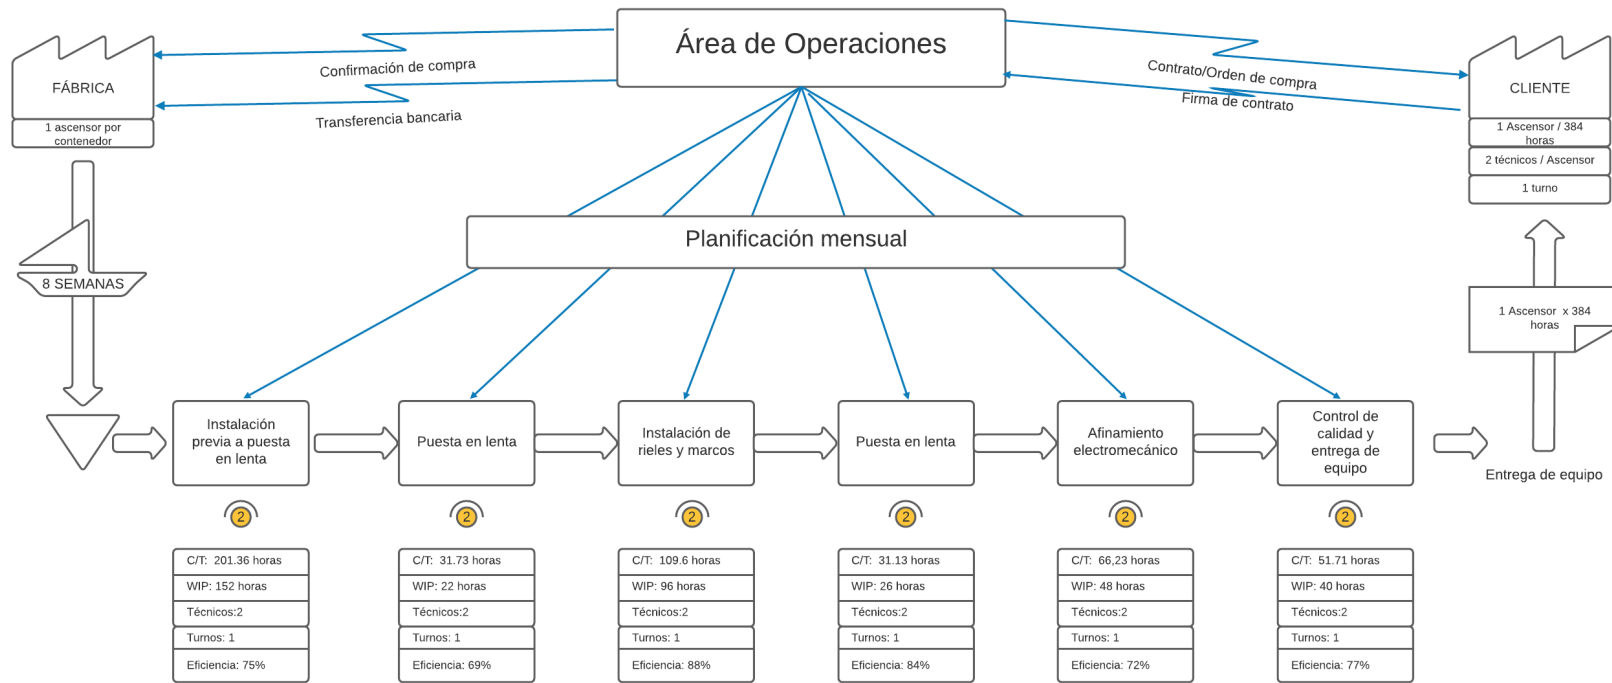 Área de Operaciones
FÁBRICA
1 ascensor por
contenedor
Confirmación de compra
Transferencia bancaria
Contrato/Orden de compra
Firma de contrato
CLIENTE
1 Ascensor / 384
horas
2 técnicos / Ascensor
1 turno
Planificación mensual
8 SEMANAS
1 Ascensor x 384
horas
Instalación
previa a puesta
en lenta
Puesta en lenta
Instalación de
rieles y marcos
Puesta en lenta
Afinamiento
electromecánico
Control de
calidad y
entrega de
equipo
Entrega de equipo
2
2
2
2
2
2
C/T: 201.36 horas
WIP: 152 horas
Técnicos:2
Turnos: 1
Eficiencia: 75%
C/T: 31.73 horas
WIP: 22 horas
Técnicos:2
Turnos: 1
Eficiencia: 69%
C/T: 109.6 horas
WIP: 96 horas
Técnicos:2
Turnos: 1
Eficiencia: 88%
C/T: 31.13 horas
WIP: 26 horas
Técnicos:2
Turnos: 1
Eficiencia: 84%
C/T: 66,23 horas
WIP: 48 horas
Técnicos:2
Turnos: 1
Eficiencia: 72%
C/T: 51.71 horas
WIP: 40 horas
Técnicos:2
Turnos: 1
Eficiencia: 77%